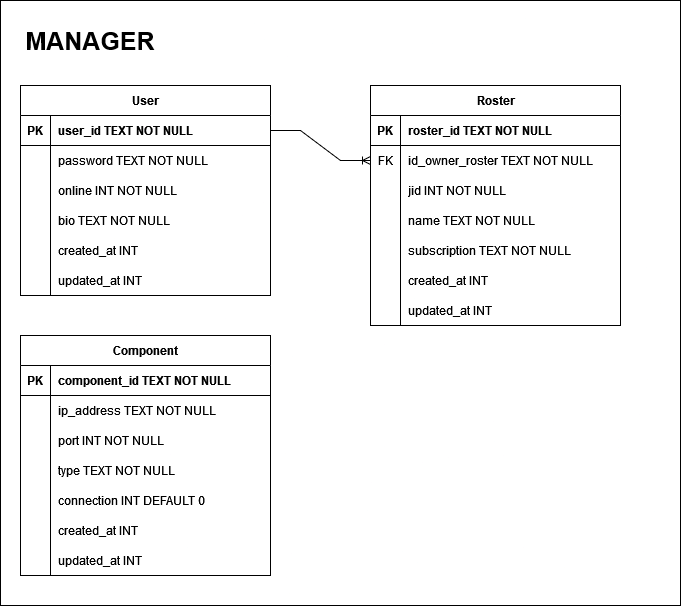 MANAGER
User
PK user_id TEXT NOT NULL
password TEXT NOT NULL
online INT NOT NULL
bio TEXT NOT NULL
created_at INT
updated_at INT
Roster
PK roster_id TEXT NOT NULL
FK id_owner_roster TEXT NOT NULL
jid INT NOT NULL
name TEXT NOT NULL
subscription TEXT NOT NULL
created_at INT
updated_at INT
Component
PK component_id TEXT NOT NULL
ip_address TEXT NOT NULL
port INT NOT NULL
type TEXT NOT NULL
connection INT DEFAULT 0
created_at INT
updated_at INT